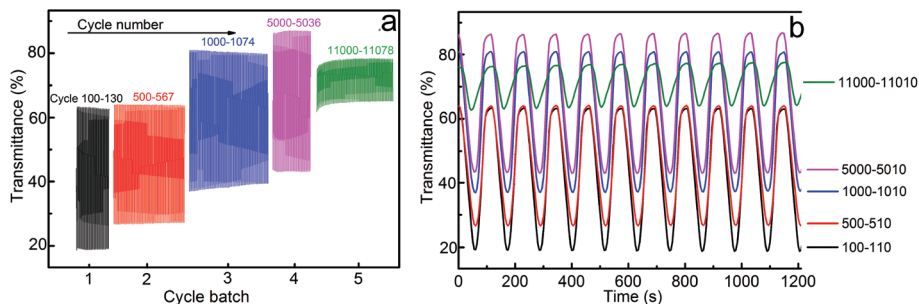 a
Cycle number
5000-5036
1000-1074
11000-11078
Cycle 100-130
500-567
Transmittance (%)
80
60
40
20
1 2 3 4 5
Cycle batch
b
Transmittance (%)
80
60
40
20
11000-11010
5000-5010
1000-1010
500-510
100-110
0 200 400 600 800 1000 1200
Time (s)